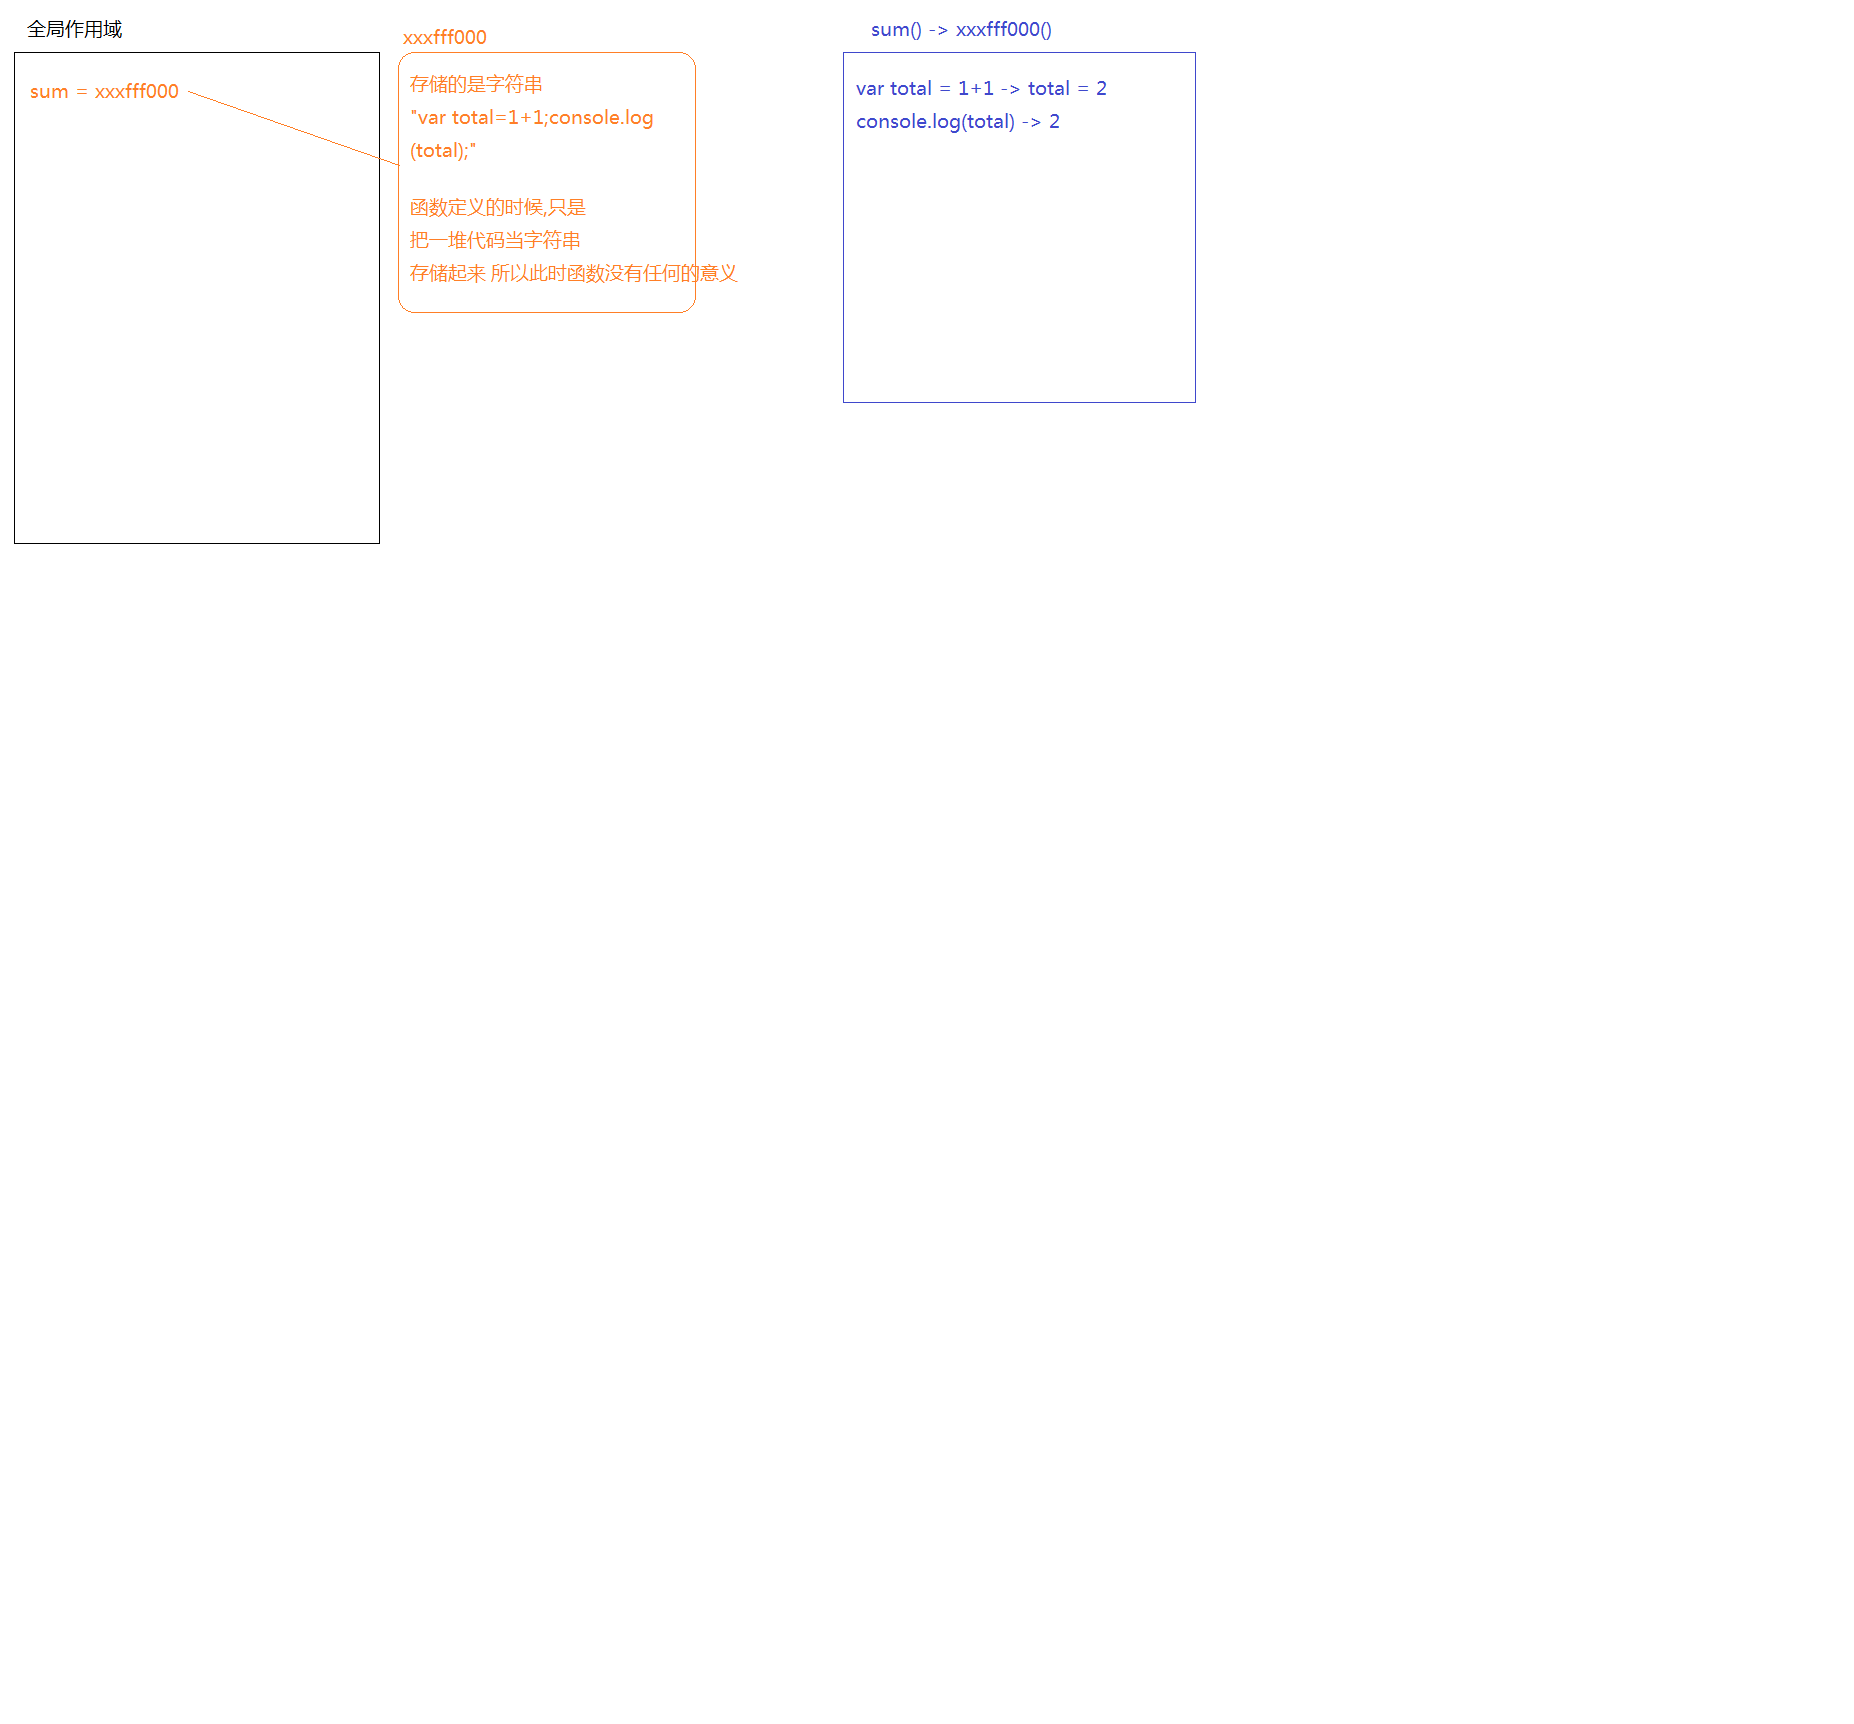 全局作用域
sum = xxxfff000
xxxfff000
存储的是字符串
"var total=1+1;console.log
(total);"
函数定义的时候,只是
把一堆代码当字符串
存储起来 所以此时函数没有任何的意义
sum() -> xxxfff000()
var total = 1+1 -> total = 2
console.log(total) -> 2